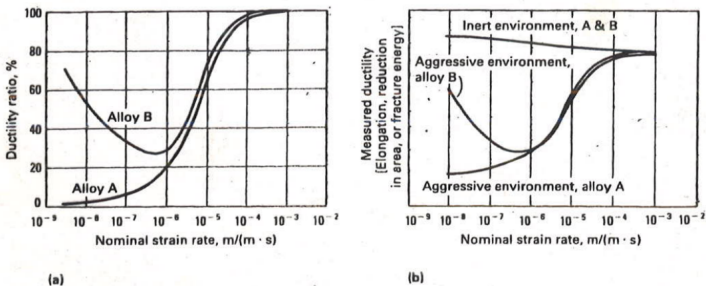 100
80
60
40
20
0
Ductility ratio, %
Alloy B
Alloy A
10⁻⁹ 10⁻⁸ 10⁻⁷ 10⁻⁶ 10⁻⁵ 10⁻⁴ 10⁻³ 10⁻²
Nominal strain rate, m/(m · s)
(a)
Measured ductility
[Elongation, reduction
in area, or fracture energy]
Inert environment, A & B
Aggressive environment,
alloy B
Aggressive environment, alloy A
10⁻⁹ 10⁻⁸ 10⁻⁷ 10⁻⁶ 10⁻⁵ 10⁻⁴ 10⁻³ 10⁻²
Nominal strain rate, m/(m · s)
(b)